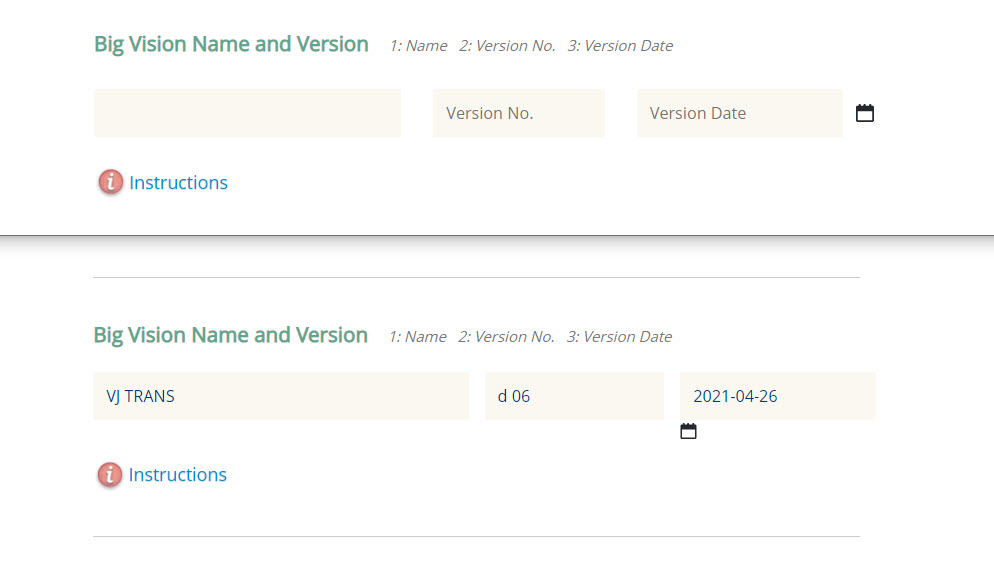 Big Vision Name and Version 1: Name 2: Version No. 3: Version Date
Version No. Version Date
i Instructions
Big Vision Name and Version 1: Name 2: Version No. 3: Version Date
VJ TRANS d 06 2021-04-26
i Instructions